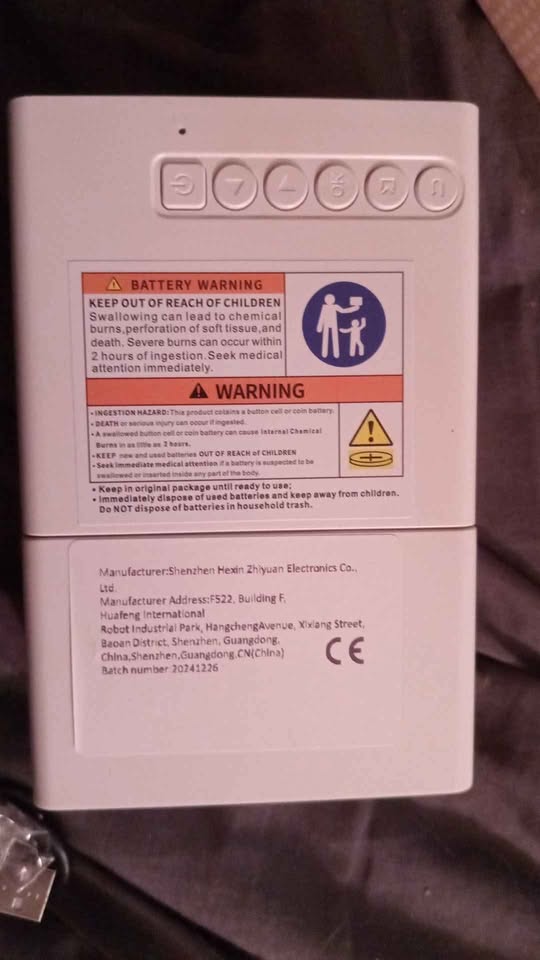 OK
M
U
BATTERY WARNING
KEEP OUT OF REACH OF CHILDREN
Swallowing can lead to chemical
burns,perforation of soft tissue,and
death. Severe burns can occur within
2 hours of ingestion.Seek medical
attention immediately.
WARNING
• INGESTION HAZARD: This product cotains a button cell or coin battery.
• DEATH or serious injury can occur if ingested.
• A swallowed button cell or coin battery can cause Internal Chemical
Burns in as little as 2 hours.
• KEEP new and used batteries OUT OF REACH of CHILDREN
• Seek immediate medical attention if a battery is suspected to be
swallowed or inserted inside any part of the body.
• Keep in original package until ready to use;
• Immediately dispose of used batteries and keep away from children.
Do NOT dispose of batteries in household trash.
Manufacturer:Shenzhen Hexin Zhiyuan Electronics Co.,
Ltd.
Manufacturer Address:F522, Building F,
Huafeng International
Robot Industrial Park, HangchengAvenue, Xixiang Street,
Baoan District, Shenzhen, Guangdong,
China,Shenzhen,Guangdong,CN(China)
Batch number 20241226
CE